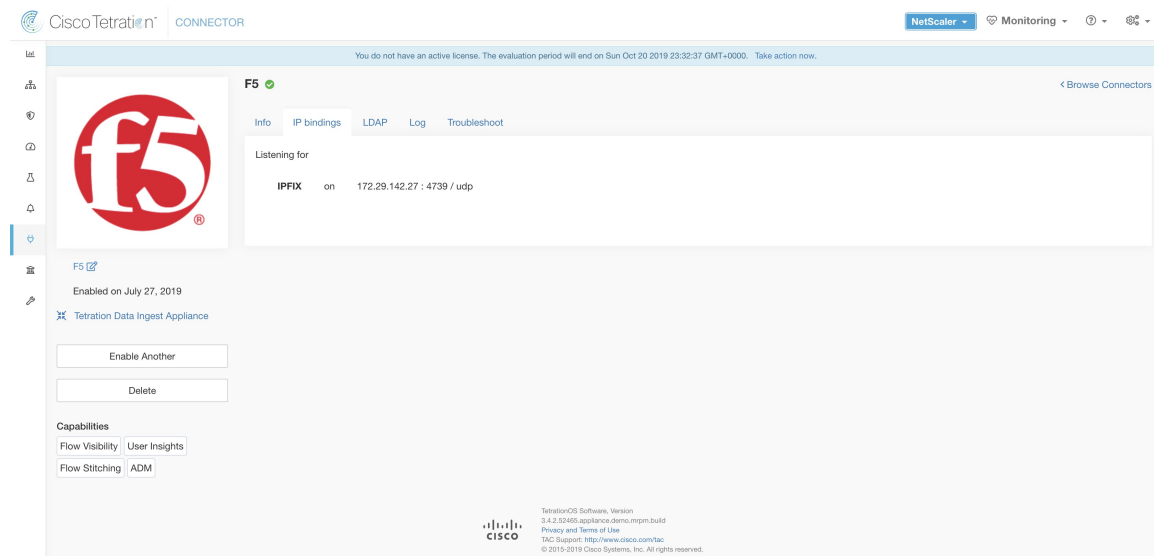 Cisco Tetration™ CONNECTOR
NetScaler
Monitoring
You do not have an active license. The evaluation period will end on Sun Oct 20 2019 23:32:37 GMT+0000. Take action now.
F5
< Browse Connectors
f5®
Info IP bindings LDAP Log Troubleshoot
Listening for
IPFIX on 172.29.142.27 : 4739 / udp
F5
Enabled on July 27, 2019
Tetration Data Ingest Appliance
Enable Another
Delete
Capabilities
Flow Visibility User Insights
Flow Stitching ADM
CISCO
TetrationOS Software, Version
3.4.2.52465.appliance.demo.mrpm.build
Privacy and Terms of Use
TAC Support: http://www.cisco.com/tac
© 2015-2019 Cisco Systems, Inc. All rights reserved.